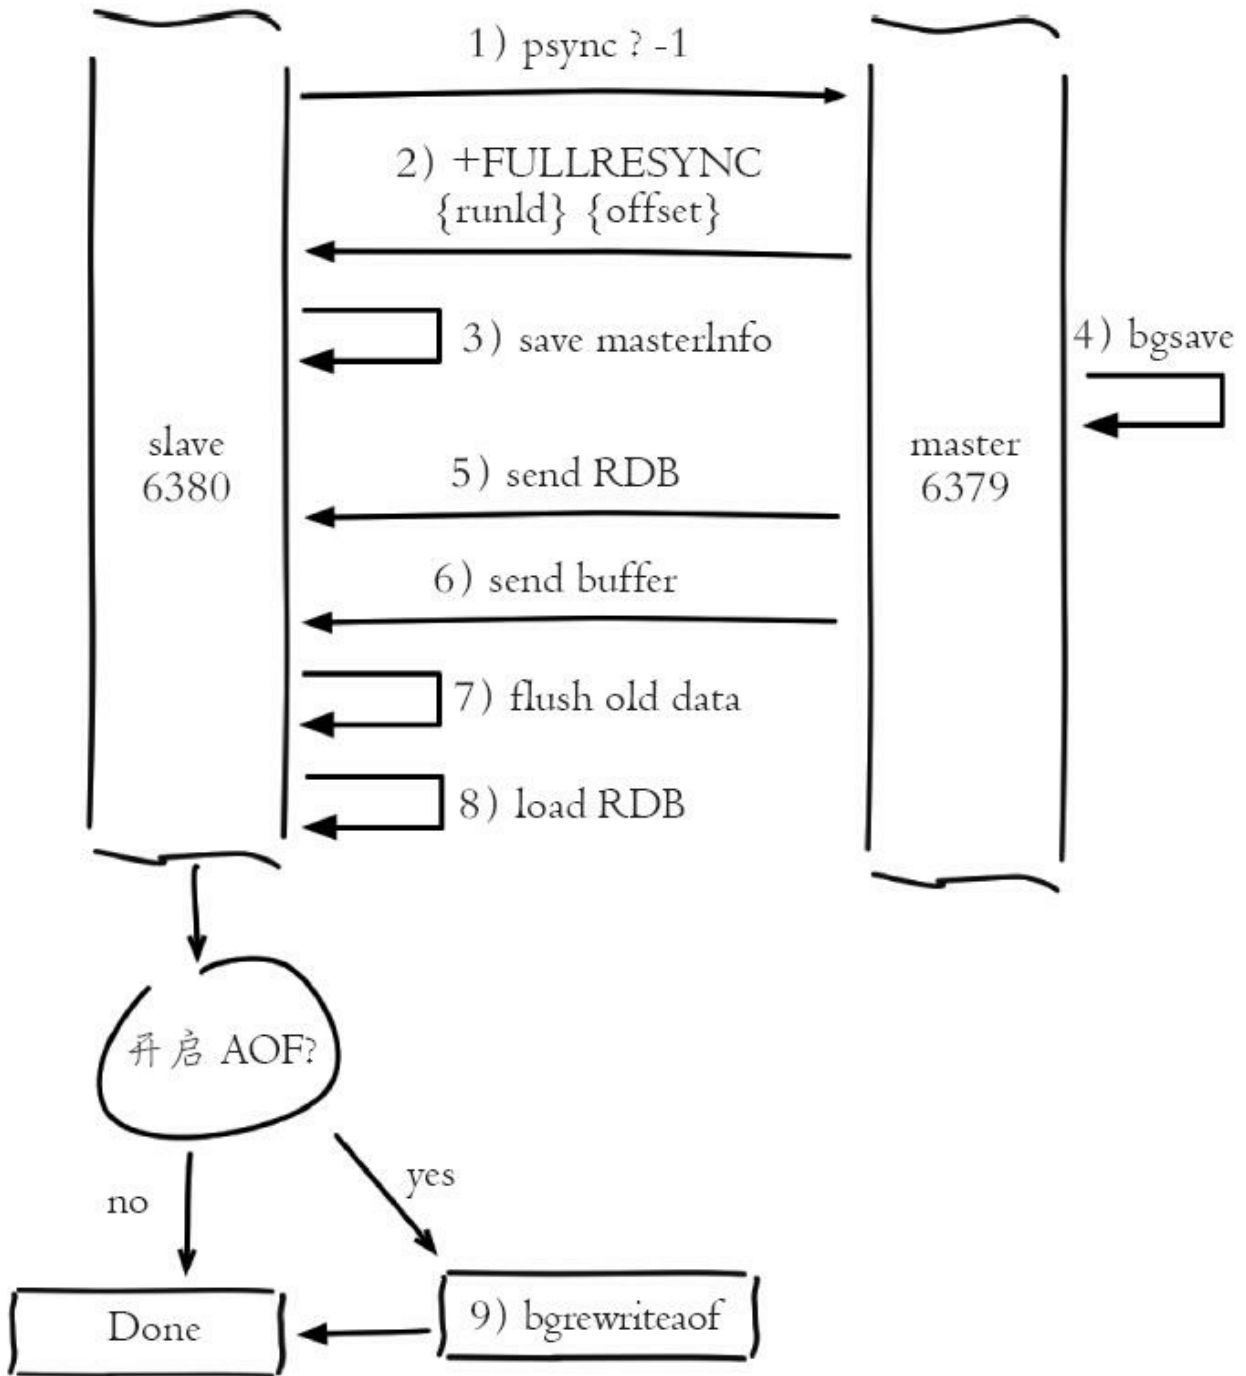 1) psync ? -1
2) +FULLRESYNC
{runId} {offset}
3) save masterInfo
4) bgsave
slave
6380
master
6379
5) send RDB
6) send buffer
7) flush old data
8) load RDB
开启 AOF?
no
yes
Done
9) bgrewriteaof